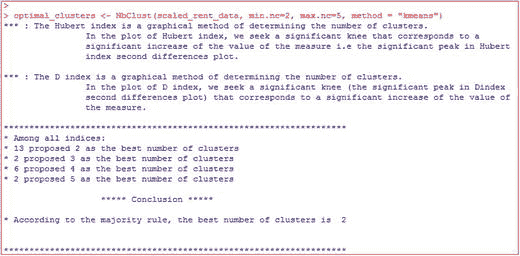 >
> optimal_clusters <- NbClust(scaled_rent_data, min.nc=2, max.nc=5, method = "kmeans")
*** : The Hubert index is a graphical method of determining the number of clusters.
In the plot of Hubert index, we seek a significant knee that corresponds to a
significant increase of the value of the measure i.e the significant peak in Hubert
index second differences plot.
*** : The D index is a graphical method of determining the number of clusters.
In the plot of D index, we seek a significant knee (the significant peak in Dindex
second differences plot) that corresponds to a significant increase of the value of
the measure.
*******************************************************************
* Among all indices:
* 13 proposed 2 as the best number of clusters
* 2 proposed 3 as the best number of clusters
* 6 proposed 4 as the best number of clusters
* 2 proposed 5 as the best number of clusters
***** Conclusion *****
* According to the majority rule, the best number of clusters is 2
*******************************************************************